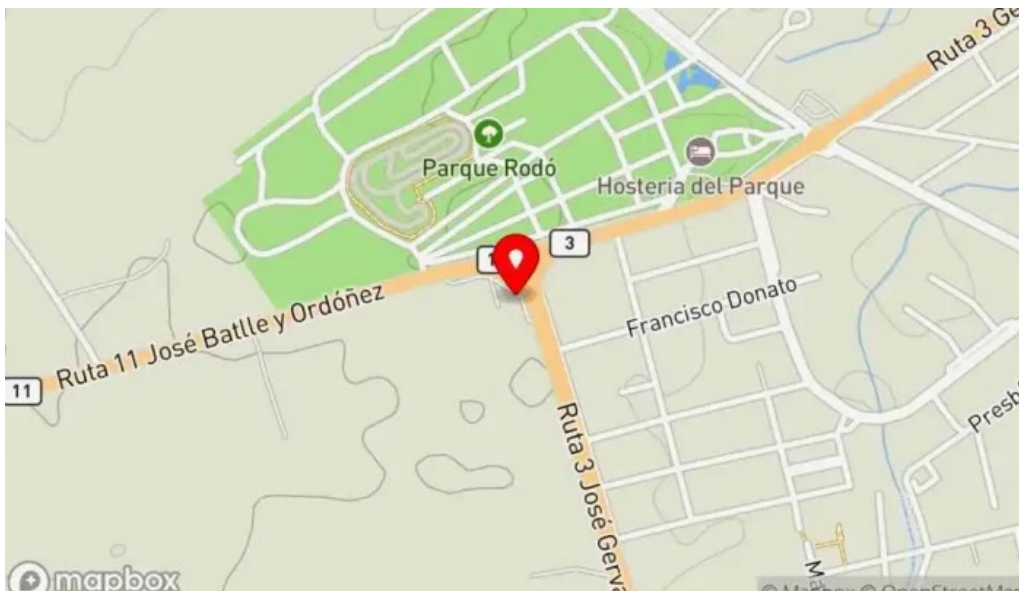 Ruta 3 Ge
Parque Rodó
Hosteria del Parque
3
1
Francisco Donato
Ruta 11 José Batlle y Ordóñez
11
Ruta 3 José Gerva
Presb
M
mapbox
© Mapbox © OpenStreetMap